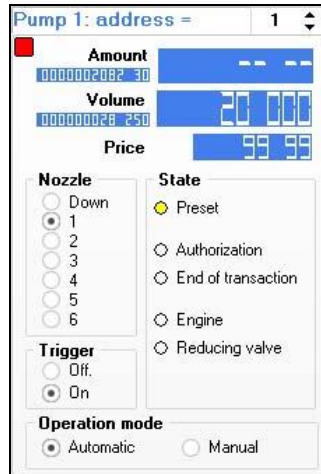 Pump 1: address = 1
Amount
-- --
0000002082 30
Volume
20 000
000000028 250
Price
99 99
Nozzle
Down
1
2
3
4
5
6
State
Preset
Authorization
End of transaction
Engine
Reducing valve
Trigger
Off.
On
Operation mode
Automatic Manual